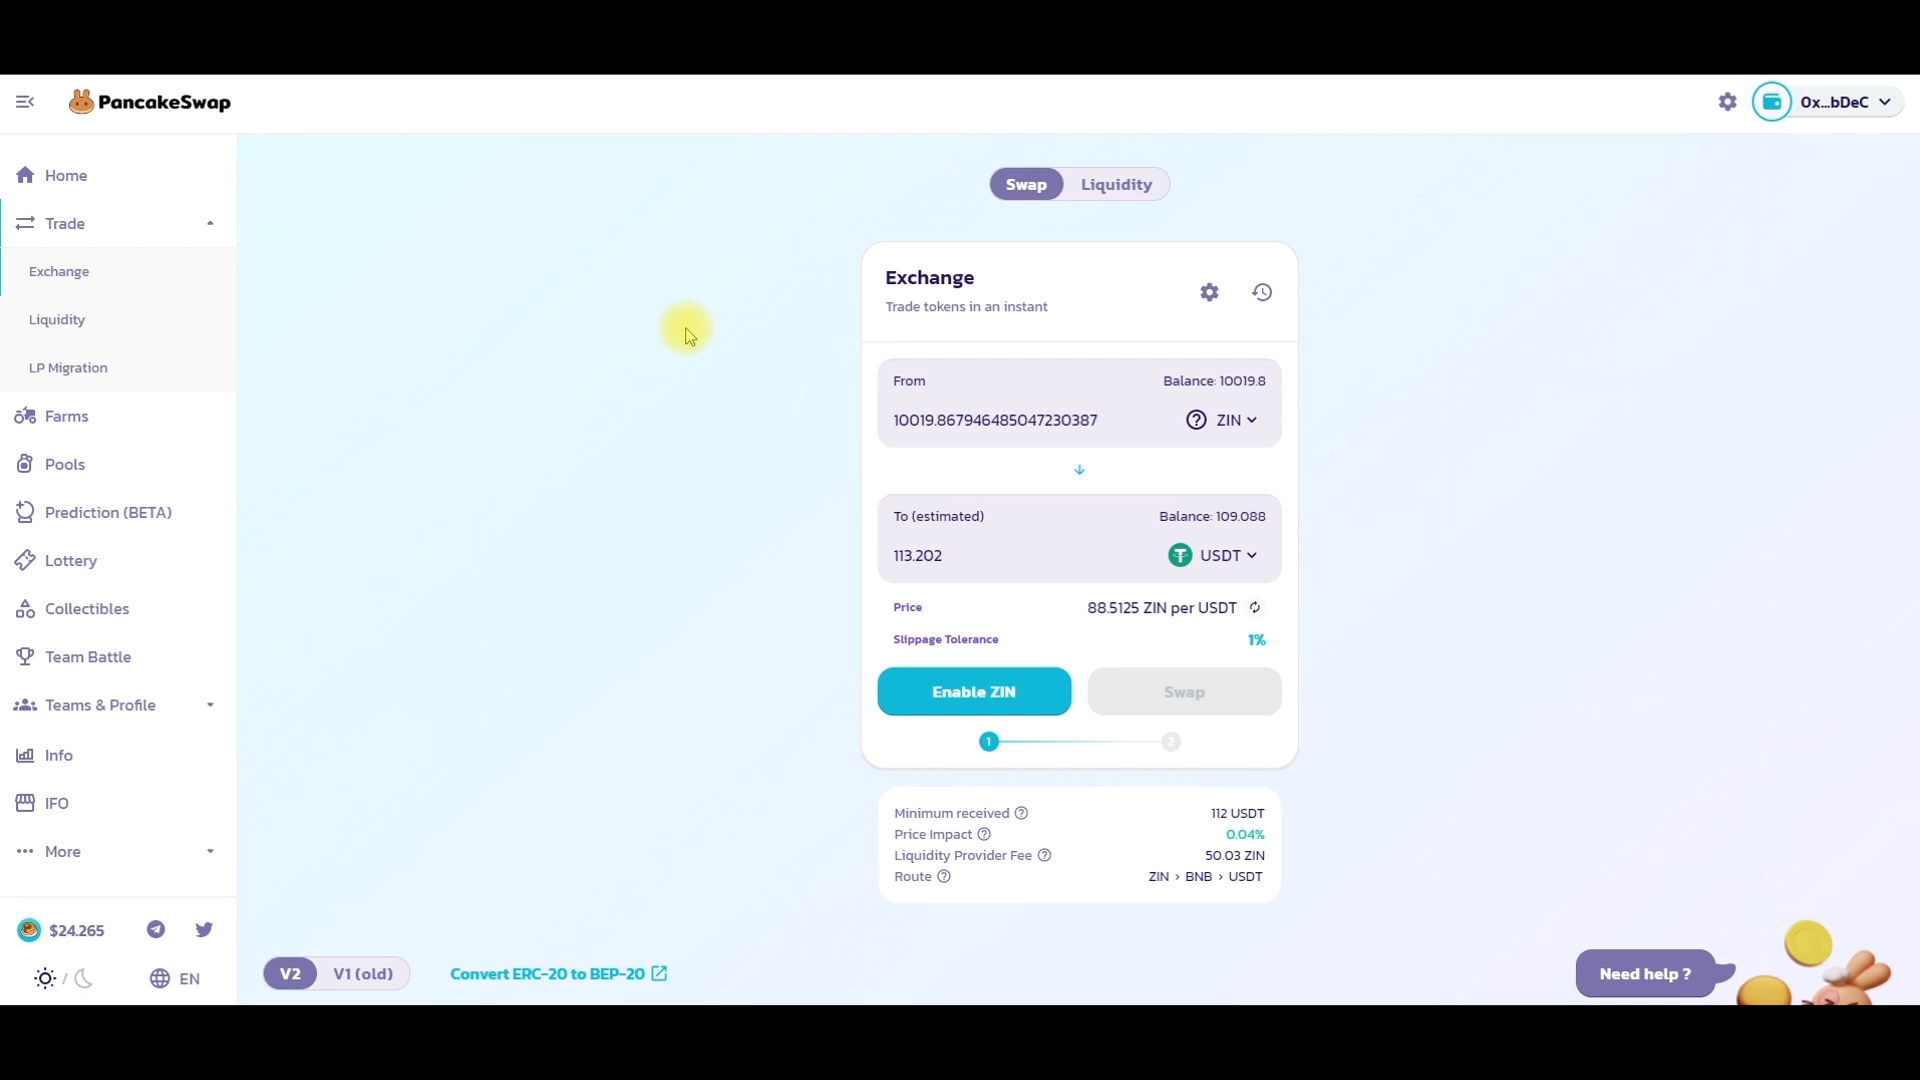 PancakeSwap
0x...bDeC
Home
Trade
Exchange
Liquidity
LP Migration
Farms
Pools
Prediction (BETA)
Lottery
Collectibles
Team Battle
Teams & Profile
Info
IFO
More
$24.265
EN
Swap
Liquidity
Exchange
Trade tokens in an instant
From
Balance: 10019.8
10019.867946485047230387
ZIN
To (estimated)
Balance: 109.088
113.202
USDT
Price
88.5125 ZIN per USDT
Slippage Tolerance
1%
Enable ZIN
Swap
1
2
Minimum received
112 USDT
Price Impact
0.04%
Liquidity Provider Fee
50.03 ZIN
Route
ZIN > BNB > USDT
V2
V1 (old)
Convert ERC-20 to BEP-20
Need help ?